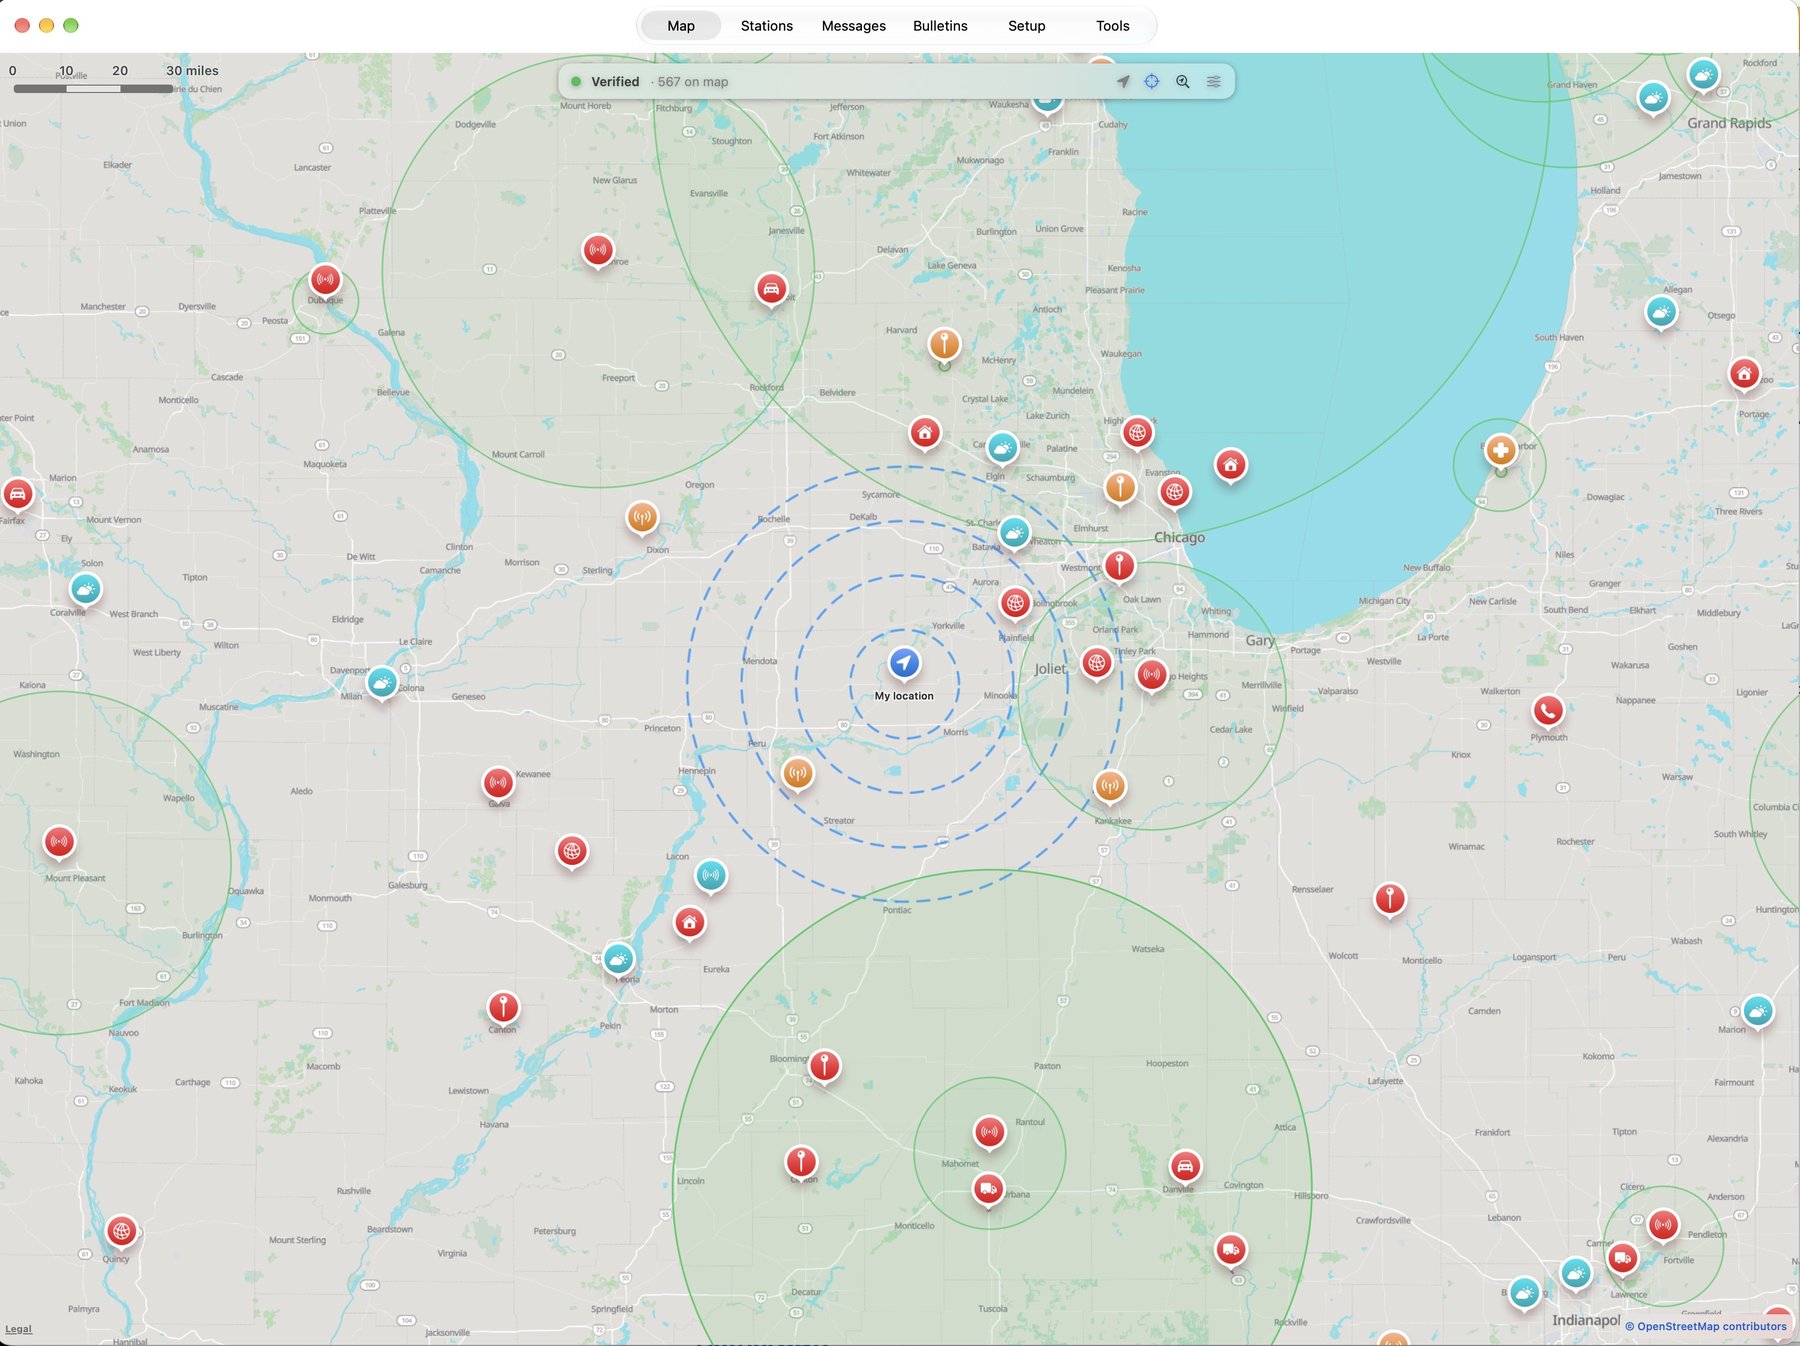 Map
Stations
Messages
Bulletins
Setup
Tools
0 10 20 30 miles
Verified · 567 on map
Postville
Mount Horeb
Fitchburg
Jefferson
Waukesha
Grand Haven
Rockford
Grand Rapids
Dodgeville
Stoughton
Fort Atkinson
Cudahy
Franklin
Elkader
Lancaster
New Glarus
Mukwonago
Whitewater
Jamestown
Holland
Platteville
Evansville
Janesville
Burlington
Racine
Union Grove
Delavan
Lake Geneva
Kenosha
Pleasant Prairie
Allegan
Otsego
Manchester
Dyersville
Peosta
Dubuque
Galena
Antioch
Harvard
McHenry
Waukegan
South Haven
Cascade
Freeport
Rockford
Belvidere
Mundelein
Crystal Lake
Monticello
Bellevue
Lake Zurich
Portage
Anamosa
Maquoketa
Mount Carroll
Palatine
Elgin
Schaumburg
Evanston
Marion
Oregon
Sycamore
Dowagiac
Three Rivers
Fairfax
Mount Vernon
Rochelle
DeKalb
St. Charles
Elmhurst
Chicago
Ely
Solon
De Witt
Clinton
Dixon
Batavia
Wheaton
Niles
Tipton
Camanche
Morrison
Sterling
Aurora
Westmont
New Buffalo
Granger
Coralville
West Branch
Eldridge
Bolingbrook
Oak Lawn
Whiting
Michigan City
New Carlisle
South Bend
Elkhart
Middlebury
West Liberty
Wilton
Le Claire
Yorkville
Plainfield
Orland Park
Hammond
Gary
La Porte
Goshen
Kalona
Davenport
Milan
Colona
Geneseo
Mendota
My location
Minooka
Joliet
Tinley Park
Merrillville
Portage
Valparaiso
Westville
Walkerton
Wakarusa
Nappanee
Ligonier
Muscatine
Princeton
Peru
Morris
Winfield
Cedar Lake
Plymouth
Washington
Kewanee
Galva
Hennepin
Knox
Warsaw
Wapello
Aledo
Streator
Kankakee
Winamac
Rochester
South Whitley
Mount Pleasant
Oquawka
Galesburg
Monmouth
Lacon
Pontiac
Rensselaer
Huntington
Burlington
Eureka
Peoria
Watseka
Wolcott
Monticello
Logansport
Peru
Wabash
Fort Madison
Nauvoo
Canton
Pekin
Morton
Camden
Marion
Kahoka
Keokuk
Carthage
Macomb
Lewistown
Paxton
Hoopeston
Lafayette
Kokomo
Fairmount
Havana
Rantoul
Attica
Frankfort
Tipton
Alexandria
Rushville
Lincoln
Clinton
Mahomet
Danville
Covington
Hillsboro
Cicero
Anderson
Quincy
Mount Sterling
Beardstown
Petersburg
Monticello
Crawfordsville
Lebanon
Carmel
Pendleton
Virginia
Fortville
Decatur
Lawrence
Palmyra
Springfield
Tuscola
Rockville
Indianapol
Legal
Hannibal
Jacksonville
© OpenStreetMap contributors